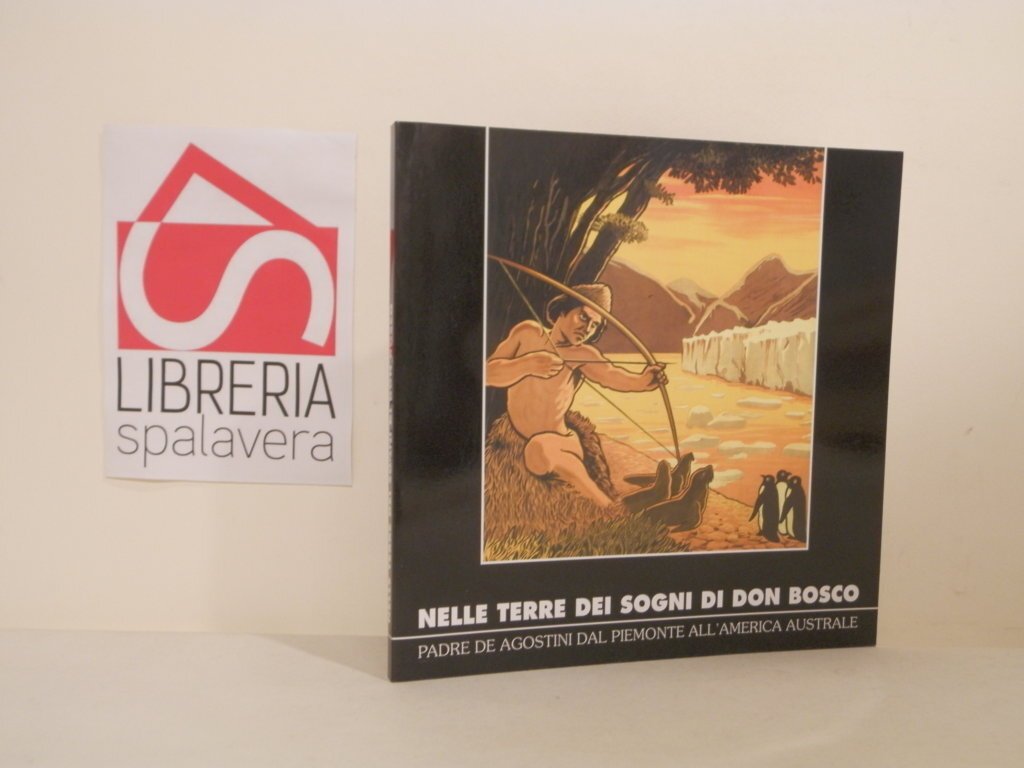 LIBRERIA
spalavera
NELLE TERRE DEI SOGNI DI DON BOSCO
PADRE DE AGOSTINI DAL PIEMONTE ALL'AMERICA AUSTRALE